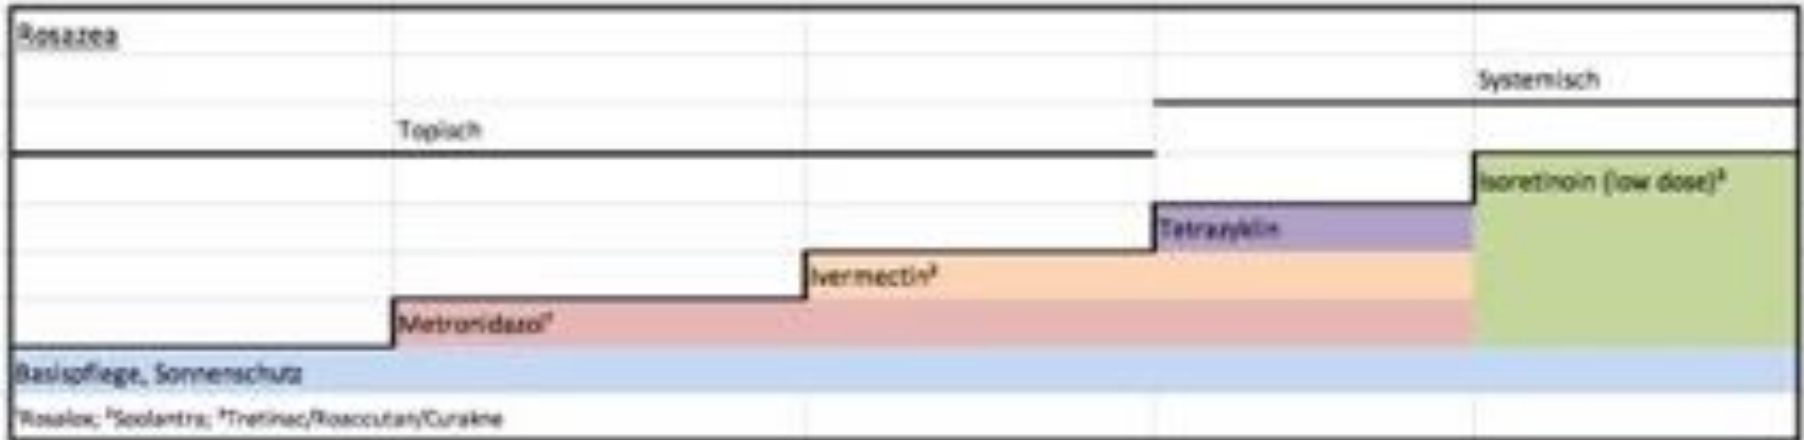 Rosazea
Systemisch
Topisch
Isoretinoin (low dose)³
Tetrazyklin
Ivermectin²
Metronidazol¹
Basispflege, Sonnenschutz
¹Rosalox; ²Soolantra; ³Tretinac/Roaccutan/Curakne